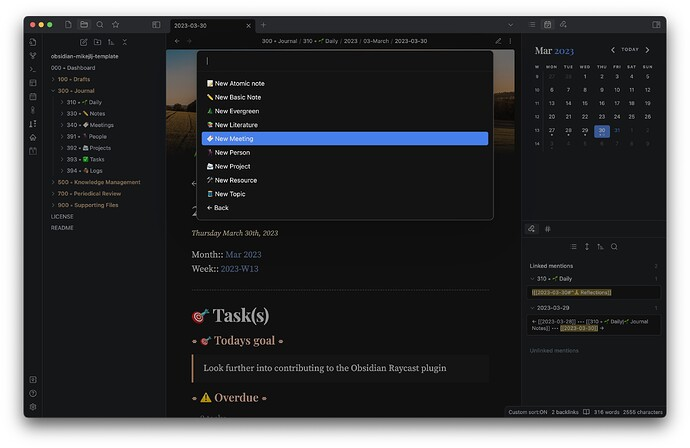 2023-03-30
obsidian-mikejlj-template
000 + Dashboard
100 + Drafts
300 + Journal
310 + Daily
330 + Notes
340 + Meetings
391 + People
392 + Projects
393 + Tasks
394 + Logs
500 + Knowledge Management
700 + Periodical Review
900 + Supporting Files
LICENSE
README
300 + Journal / 310 + Daily / 2023 / 03-March / 2023-03-30
New Atomic note
New Basic Note
New Evergreen
New Literature
New Meeting
New Person
New Project
New Resource
New Topic
← Back
Thursday March 30th, 2023
Month:: Mar 2023
Week:: 2023-W13
Task(s)
Todays goal
Look further into contributing to the Obsidian Raycast plugin
Overdue
Mar 2023
TODAY
W MON TUE WED THU FRI SAT SUN
9 27 28 1 2 3 4 5
10 6 7 8 9 10 11 12
11 13 14 15 16 17 18 19
12 20 21 22 23 24 25 26
13 27 28 29 30 31 1 2
14 3 4 5 6 7 8 9
Linked mentions 2
310 + Daily 1
![[2023-03-30#^ Reflections]]
2023-03-29 1
← [[2023-03-28]] ••• [[310 + Daily| Journal
Notes]] ••• [[2023-03-30]] →
Unlinked mentions
Custom sort:ON 2 backlinks 316 words 2555 characters